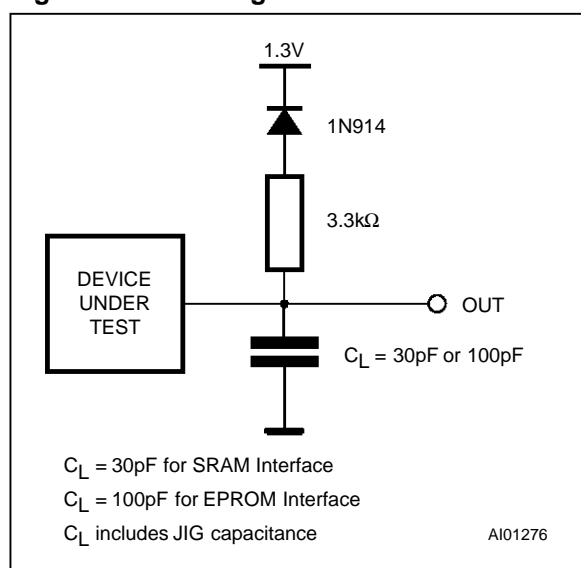 1.3V
1N914
3.3kΩ
DEVICE
UNDER
TEST
OUT
CL = 30pF or 100pF
CL = 30pF for SRAM Interface
CL = 100pF for EPROM Interface
CL includes JIG capacitance
AI01276